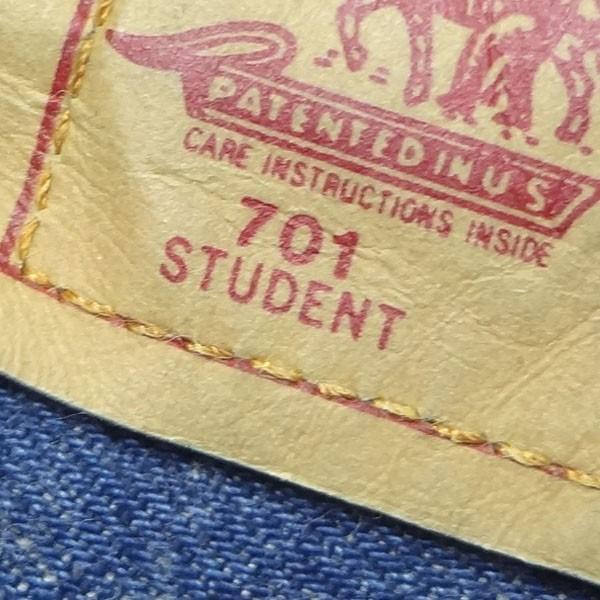 PATENTED IN U S
CARE INSTRUCTIONS INSIDE
701
STUDENT